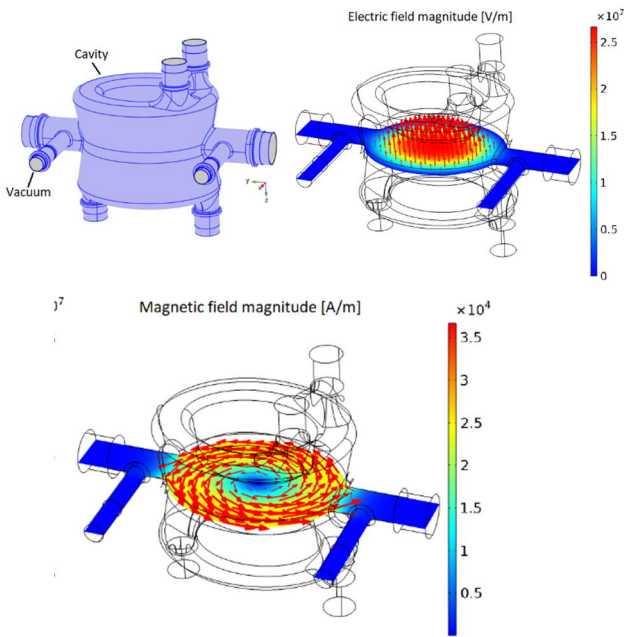 Electric field magnitude [V/m]
×10⁷
Cavity
2.5
2
1.5
1
0.5
0
Vacuum
y
x
z
)⁷
Magnetic field magnitude [A/m]
×10⁴
3.5
3
2.5
2
1.5
1
0.5